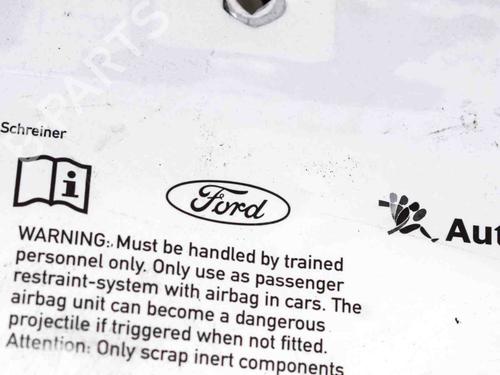 B PARTS
Schreiner
Ford
Aut
WARNING: Must be handled by trained
personnel only. Only use as passenger
restraint-system with airbag in cars. The
airbag unit can become a dangerous
projectile if triggered when not fitted.
Attention: Only scrap inert components